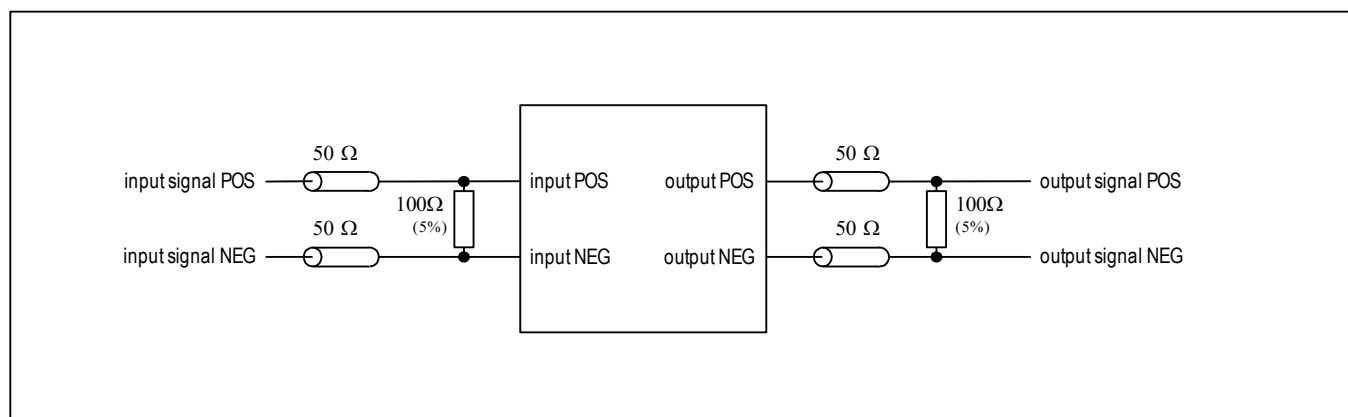 50 Ω
50 Ω
input signal POS
input POS
output POS
output signal POS
100Ω
(5%)
100Ω
(5%)
50 Ω
50 Ω
input signal NEG
input NEG
output NEG
output signal NEG